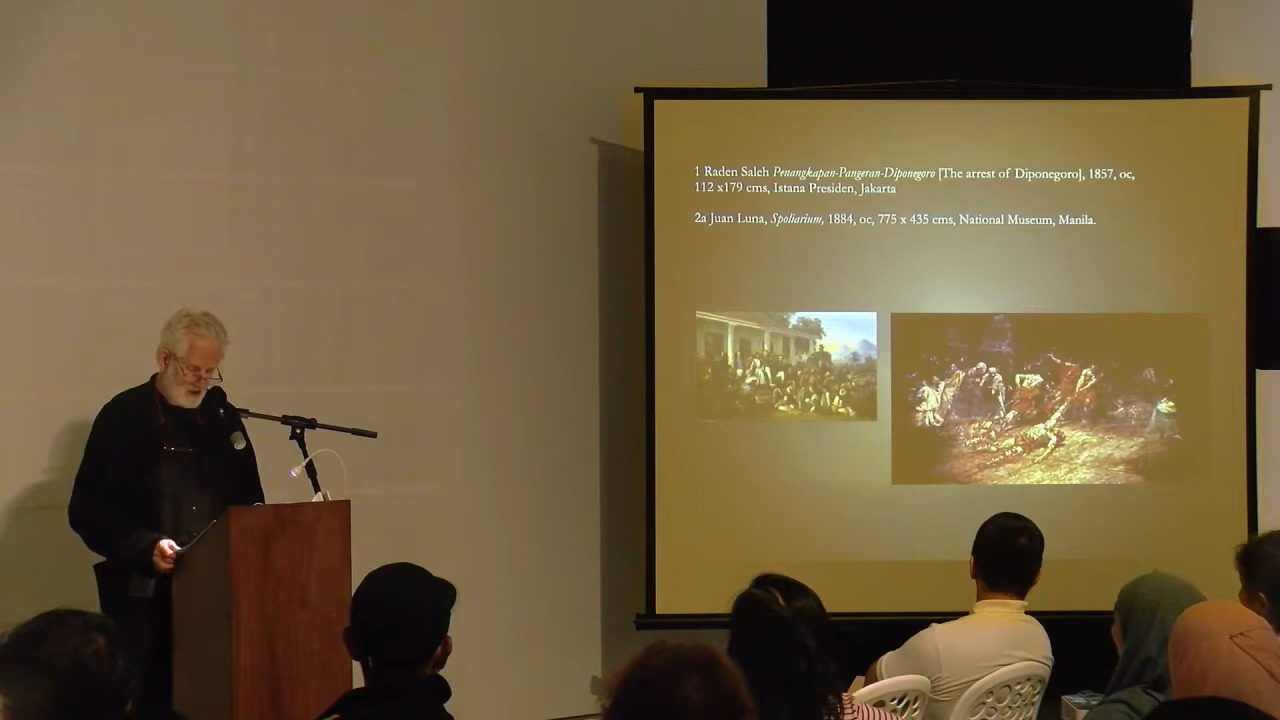 1 Raden Saleh Penangkapan-Pangeran-Diponegoro [The arrest of Diponegoro], 1857, oc,
112 x179 cms, Istana Presiden, Jakarta
2a Juan Luna, Spoliarium, 1884, oc, 775 x 435 cms, National Museum, Manila.